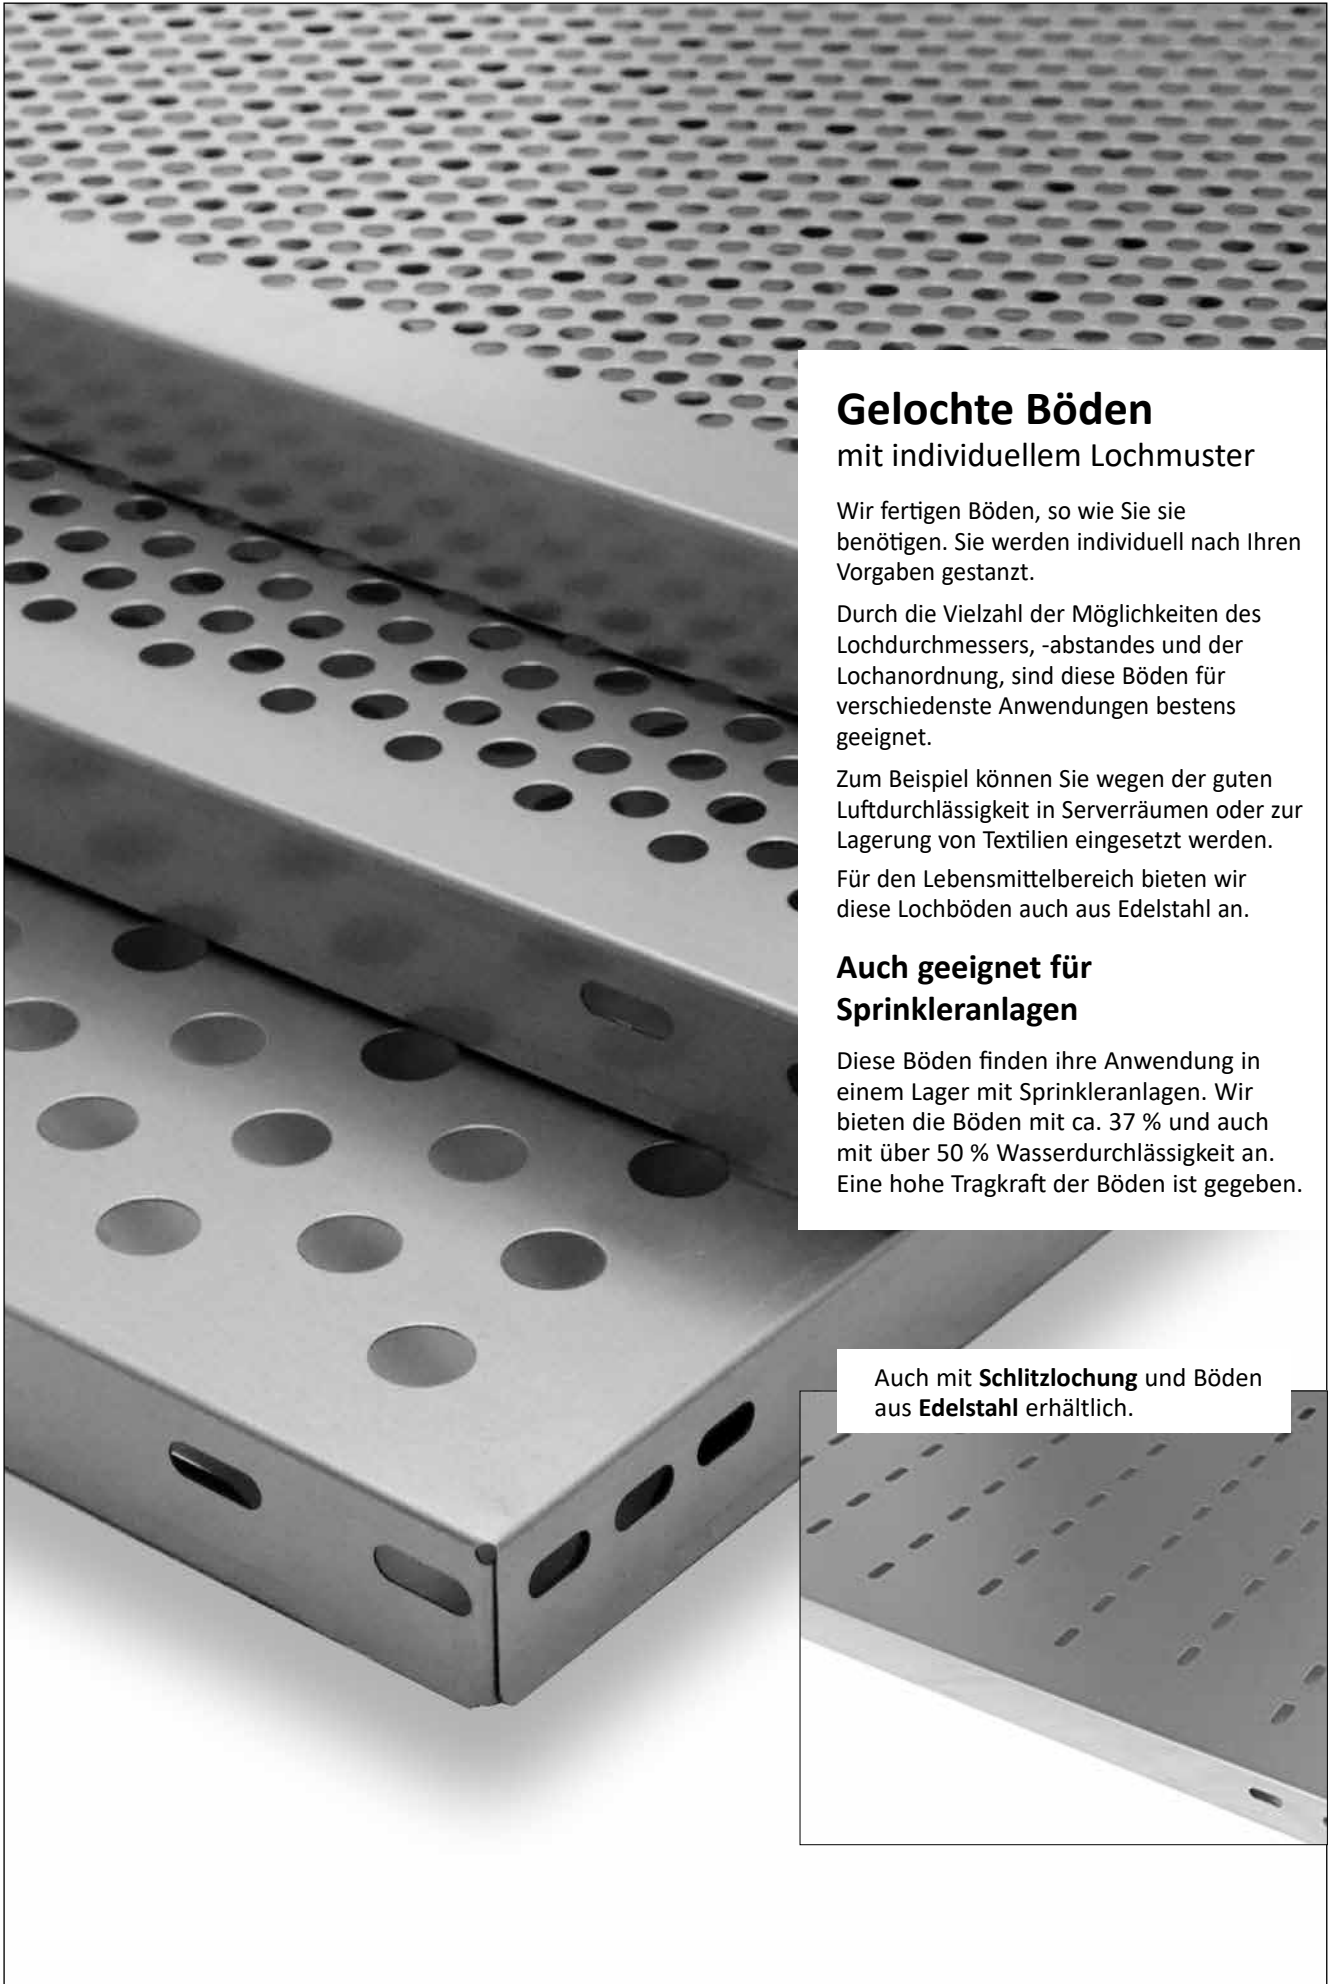 Gelochte Böden
mit individuellem Lochmuster
Wir fertigen Böden, so wie Sie sie
benötigen. Sie werden individuell nach Ihren
Vorgaben gestanzt.
Durch die Vielzahl der Möglichkeiten des
Lochdurchmessers, -abstandes und der
Lochanordnung, sind diese Böden für
verschiedenste Anwendungen bestens
geeignet.
Zum Beispiel können Sie wegen der guten
Luftdurchlässigkeit in Serverräumen oder zur
Lagerung von Textilien eingesetzt werden.
Für den Lebensmittelbereich bieten wir
diese Lochböden auch aus Edelstahl an.
Auch geeignet für
Sprinkleranlagen
Diese Böden finden ihre Anwendung in
einem Lager mit Sprinkleranlagen. Wir
bieten die Böden mit ca. 37 % und auch
mit über 50 % Wasserdurchlässigkeit an.
Eine hohe Tragkraft der Böden ist gegeben.
Auch mit Schlitzlochung und Böden
aus Edelstahl erhältlich.